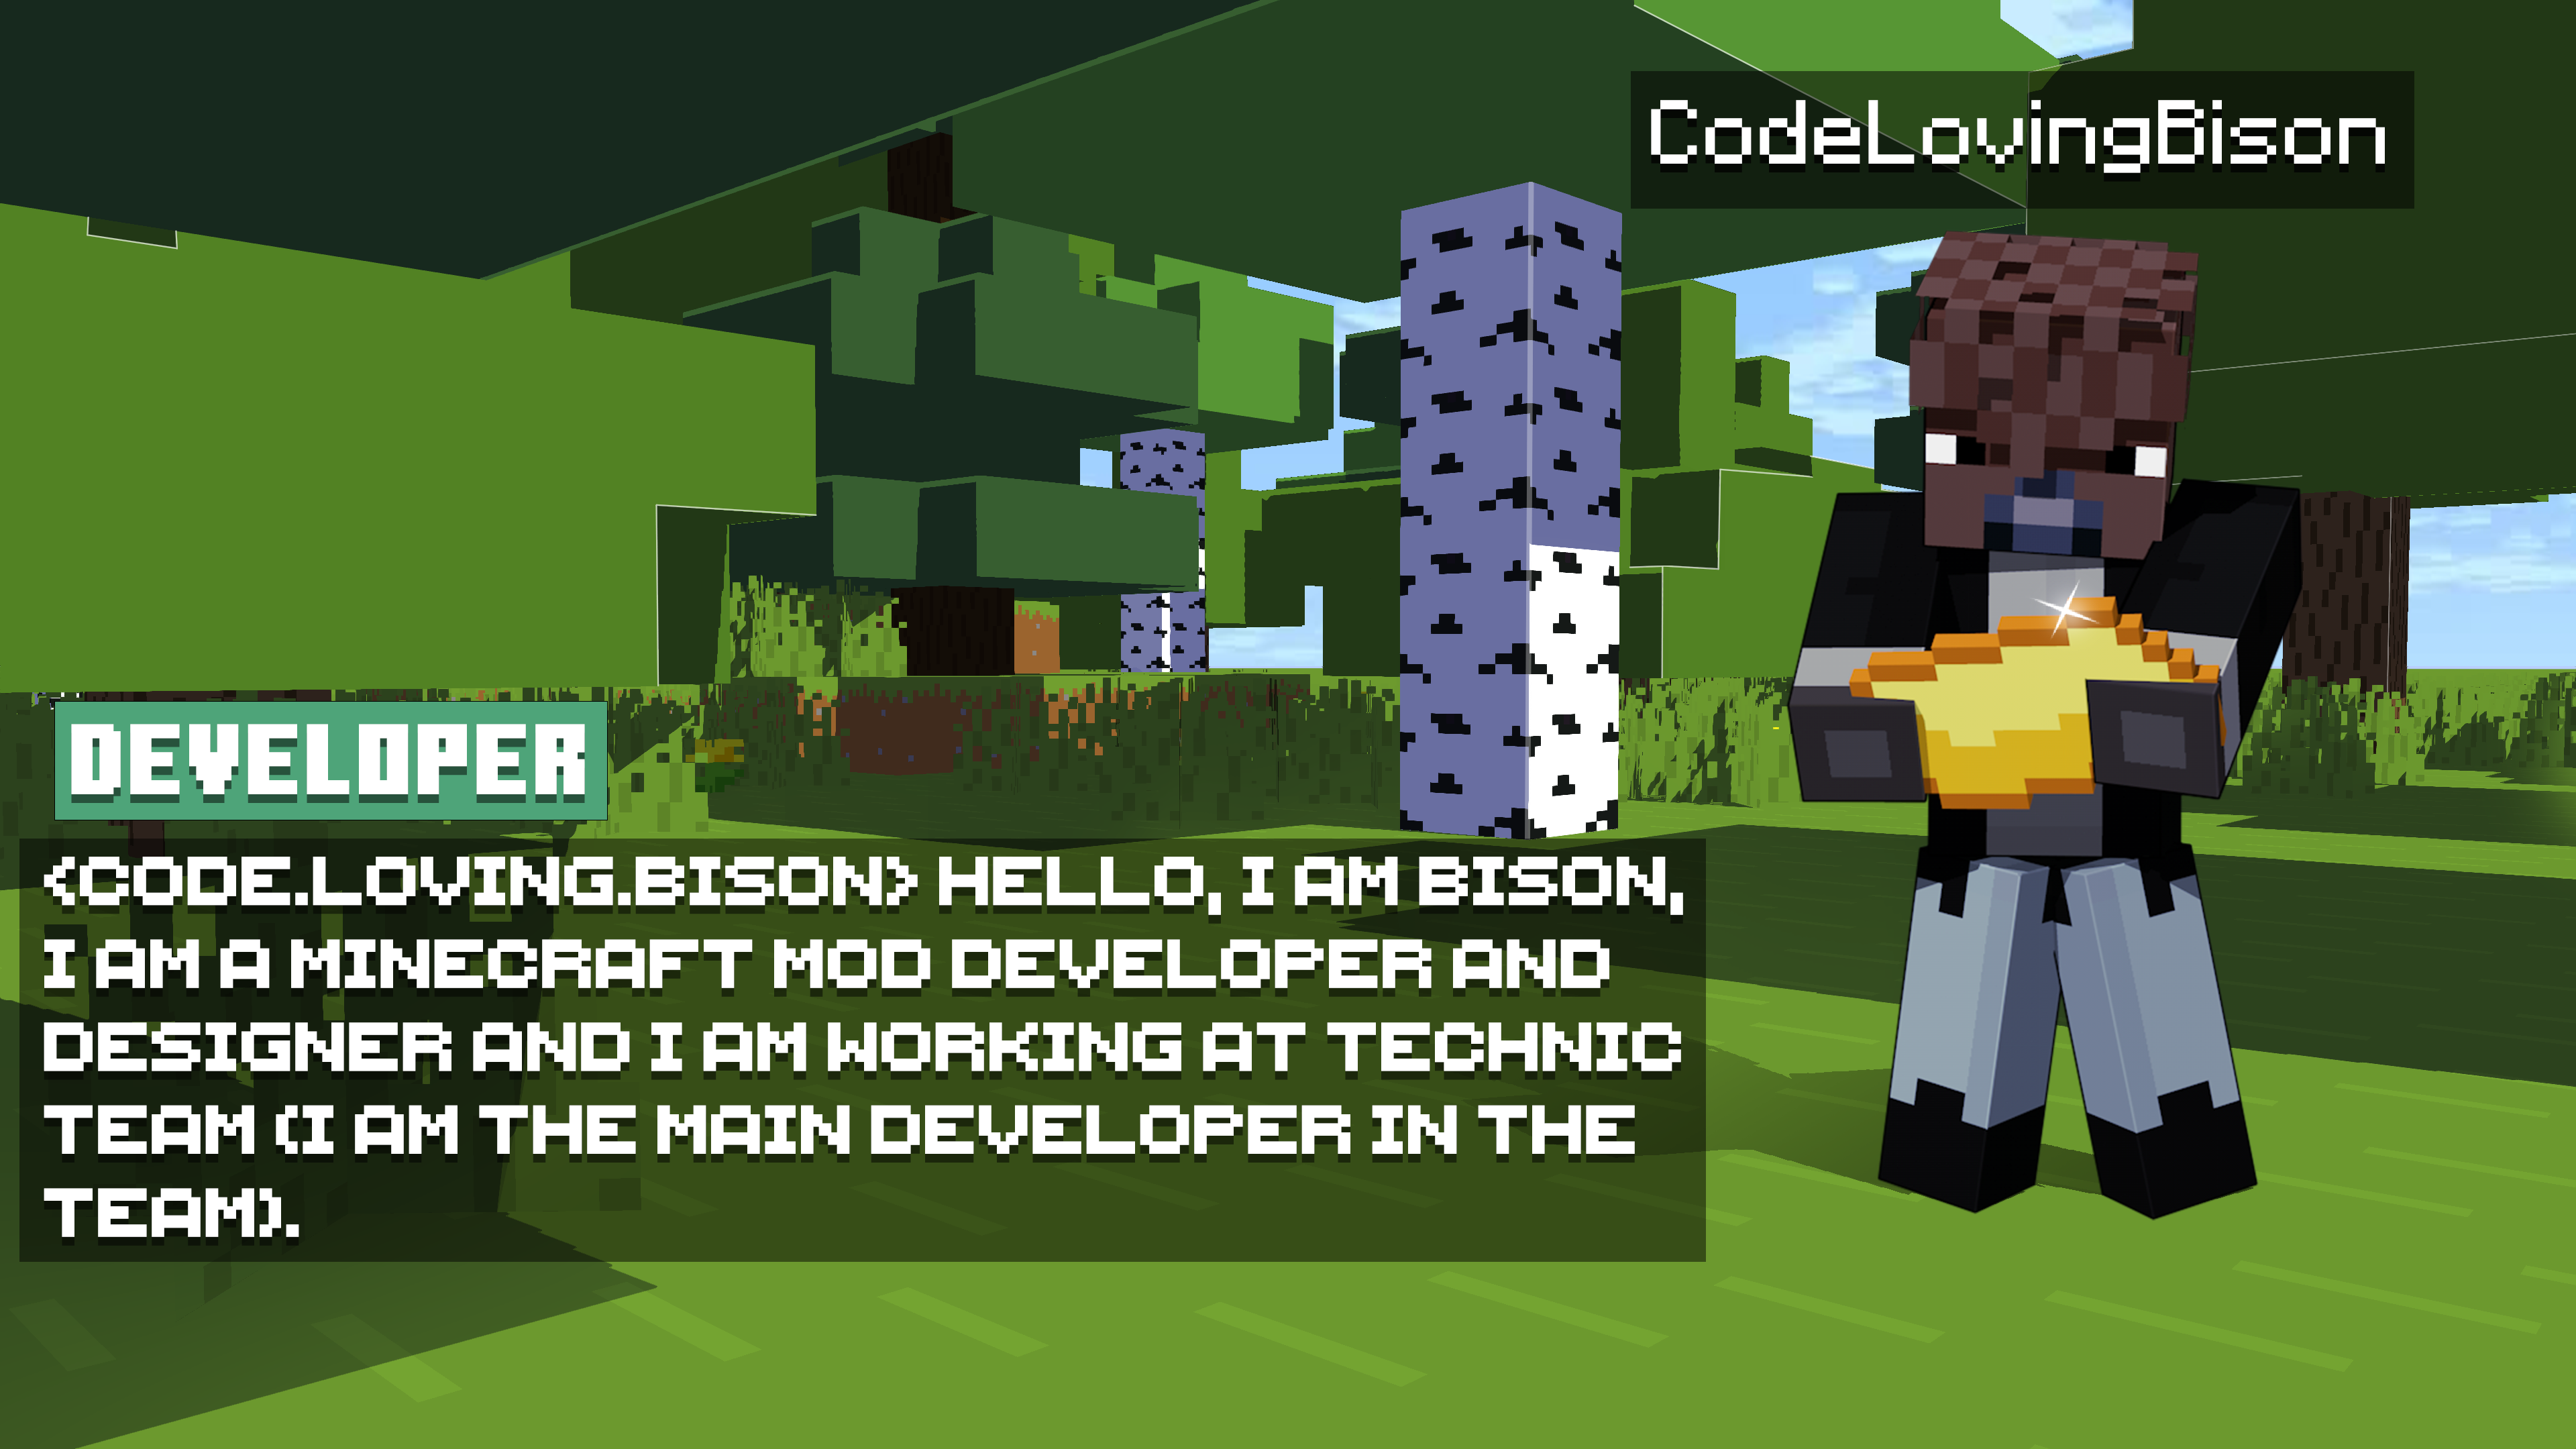 CodeLovingBison
DEVELOPER
<CODE.LOVING.BISON> HELLO, I AM BISON,
I AM A MINECRAFT MOD DEVELOPER AND
DESIGNER AND I AM WORKING AT TECHNIC
TEAM (I AM THE MAIN DEVELOPER IN THE
TEAM).